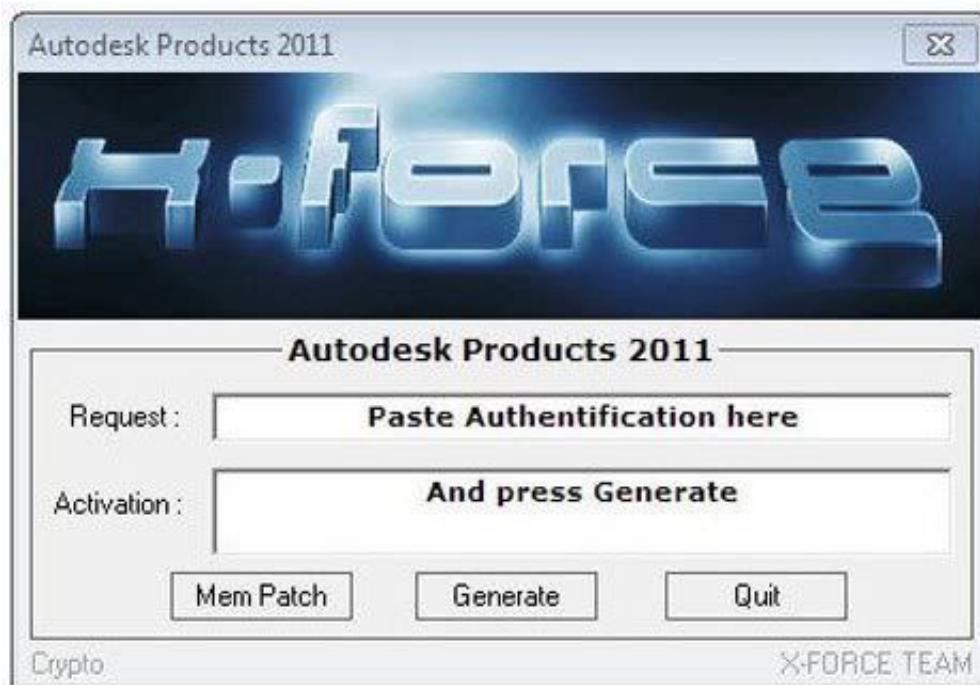 Autodesk Products 2011
x-force
Autodesk Products 2011
Request :
Paste Authentification here
Activation :
And press Generate
Mem Patch
Generate
Quit
Crypto
X-FORCE TEAM